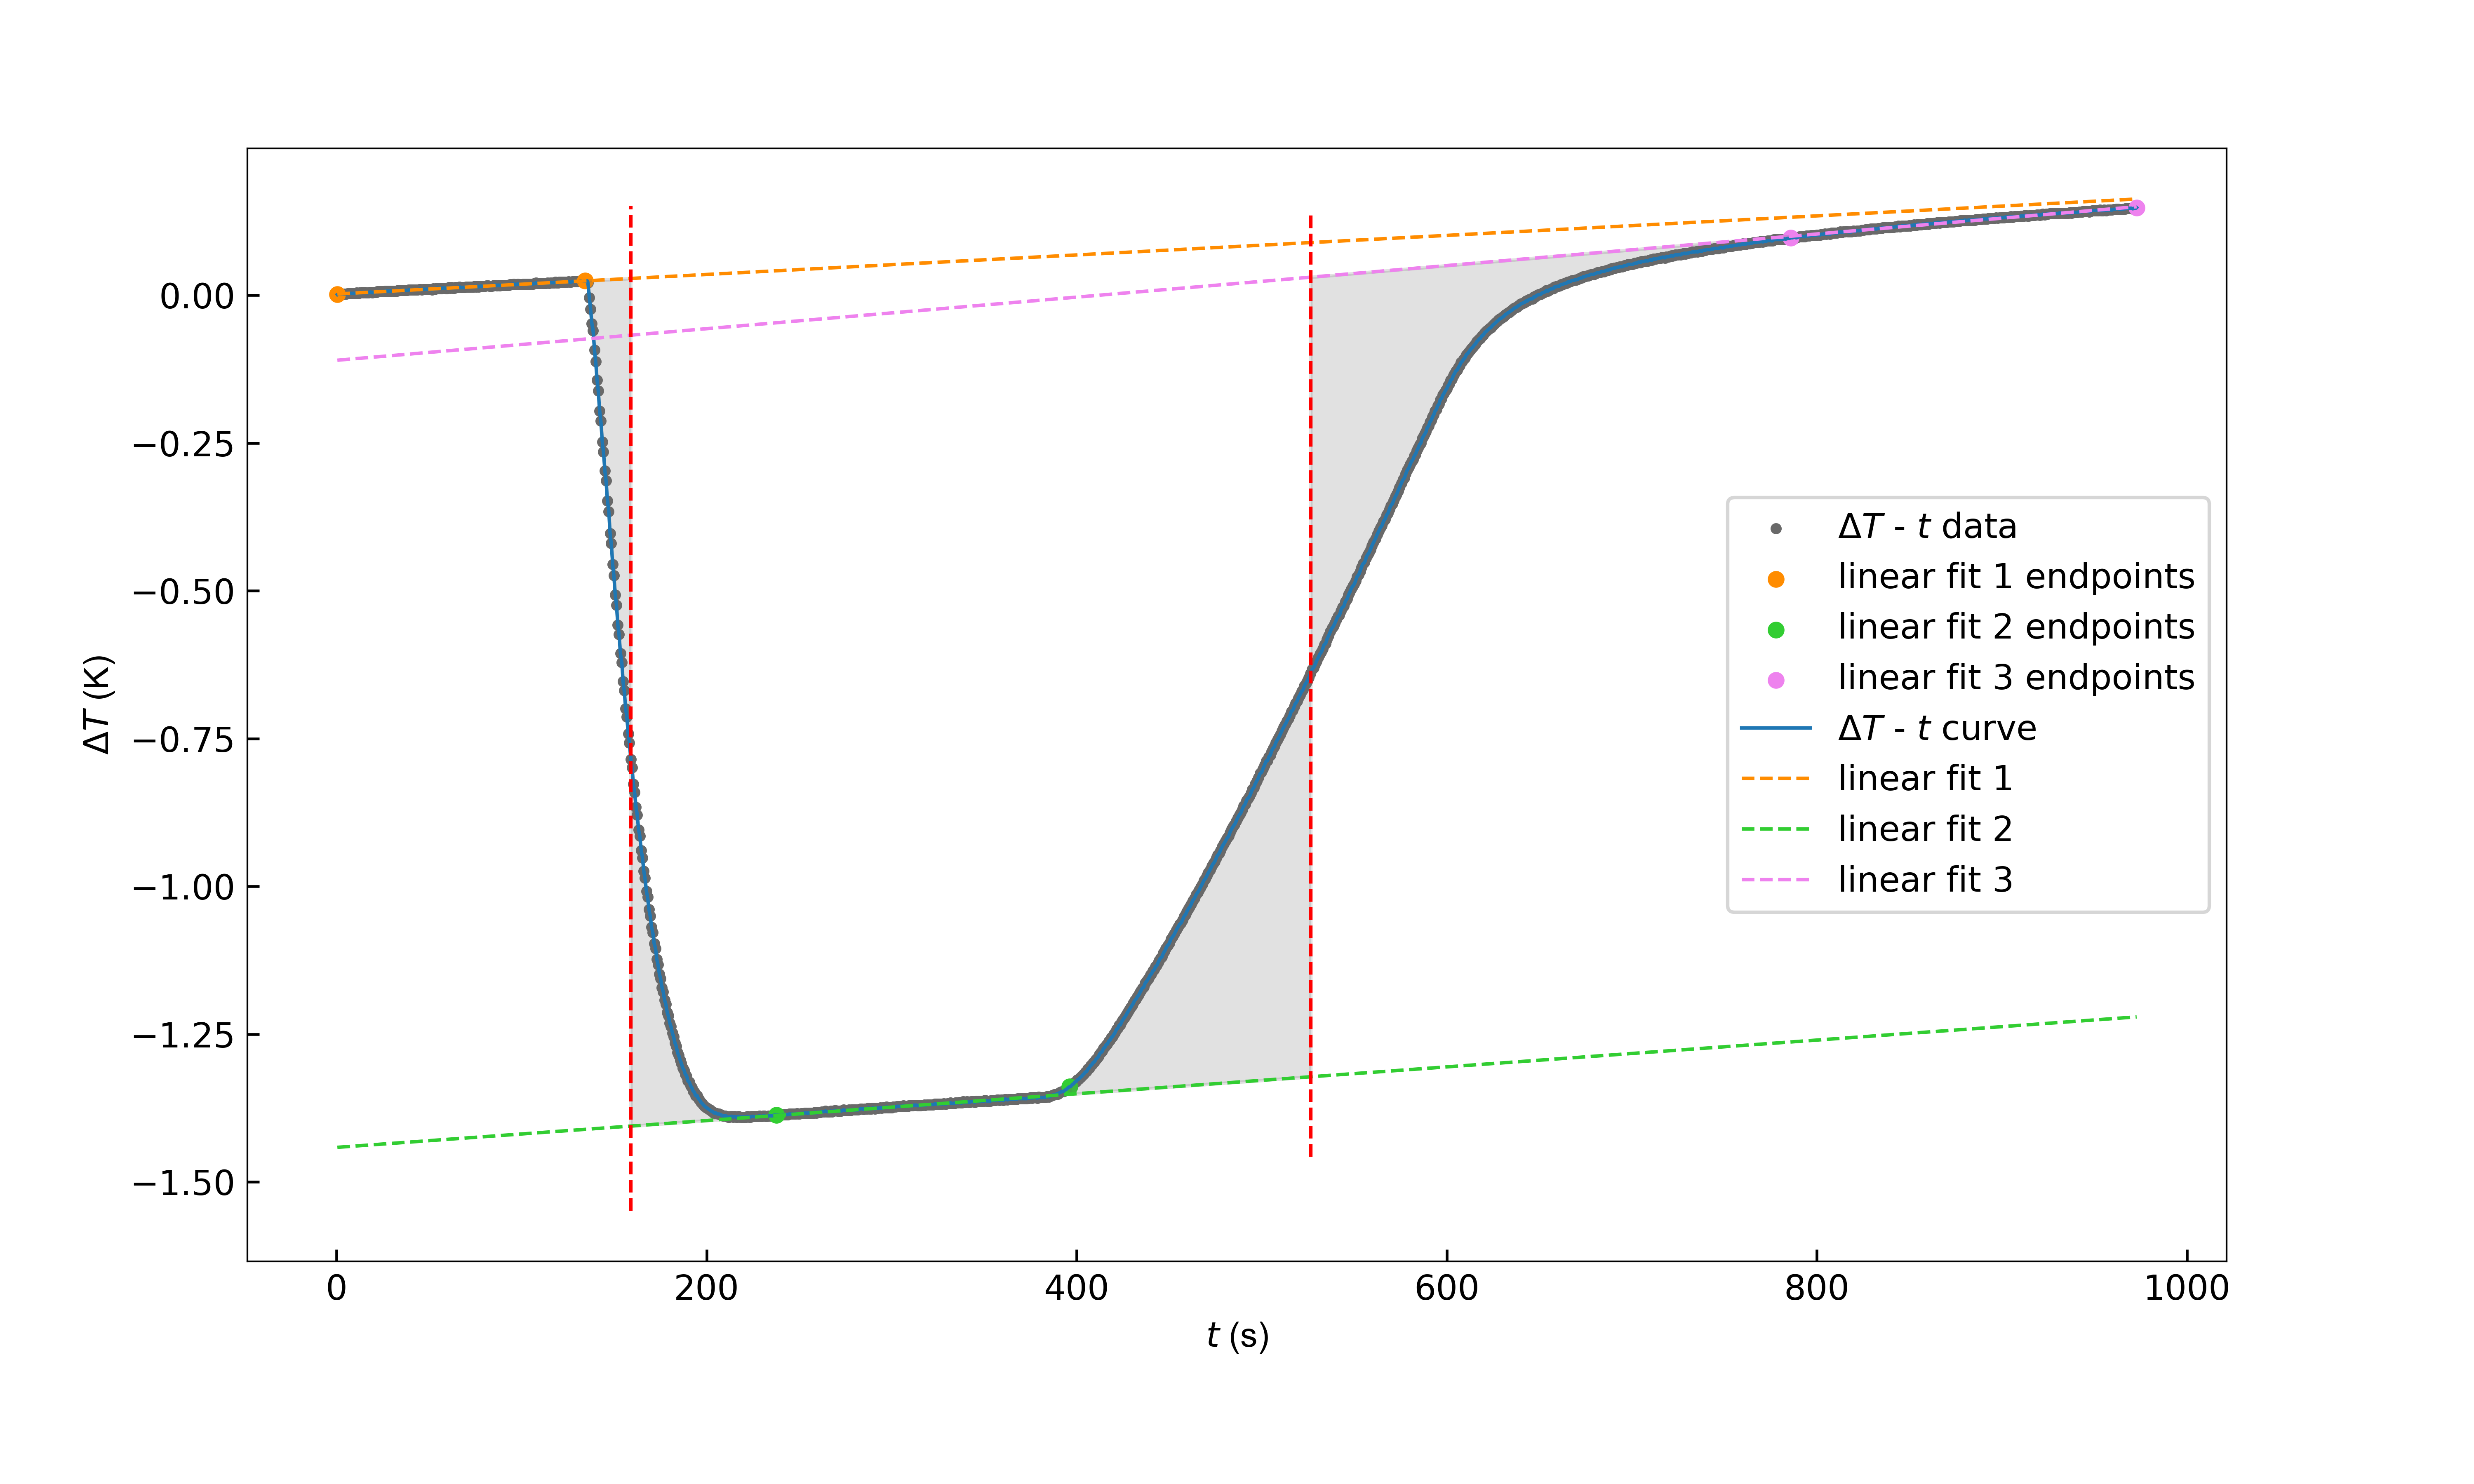 0.00
−0.25
−0.50
−0.75
−1.00
−1.25
−1.50
ΔT (K)
ΔT - t data
linear fit 1 endpoints
linear fit 2 endpoints
linear fit 3 endpoints
ΔT - t curve
linear fit 1
linear fit 2
linear fit 3
0 200 400 600 800 1000
t (s)